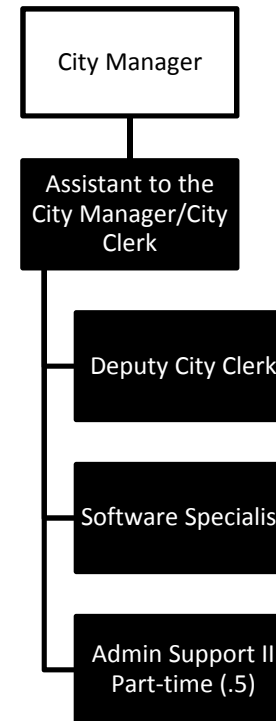 City Manager
Assistant to the
City Manager/City
Clerk
Deputy City Clerk
Software Specialis
Admin Support II
Part-time (.5)